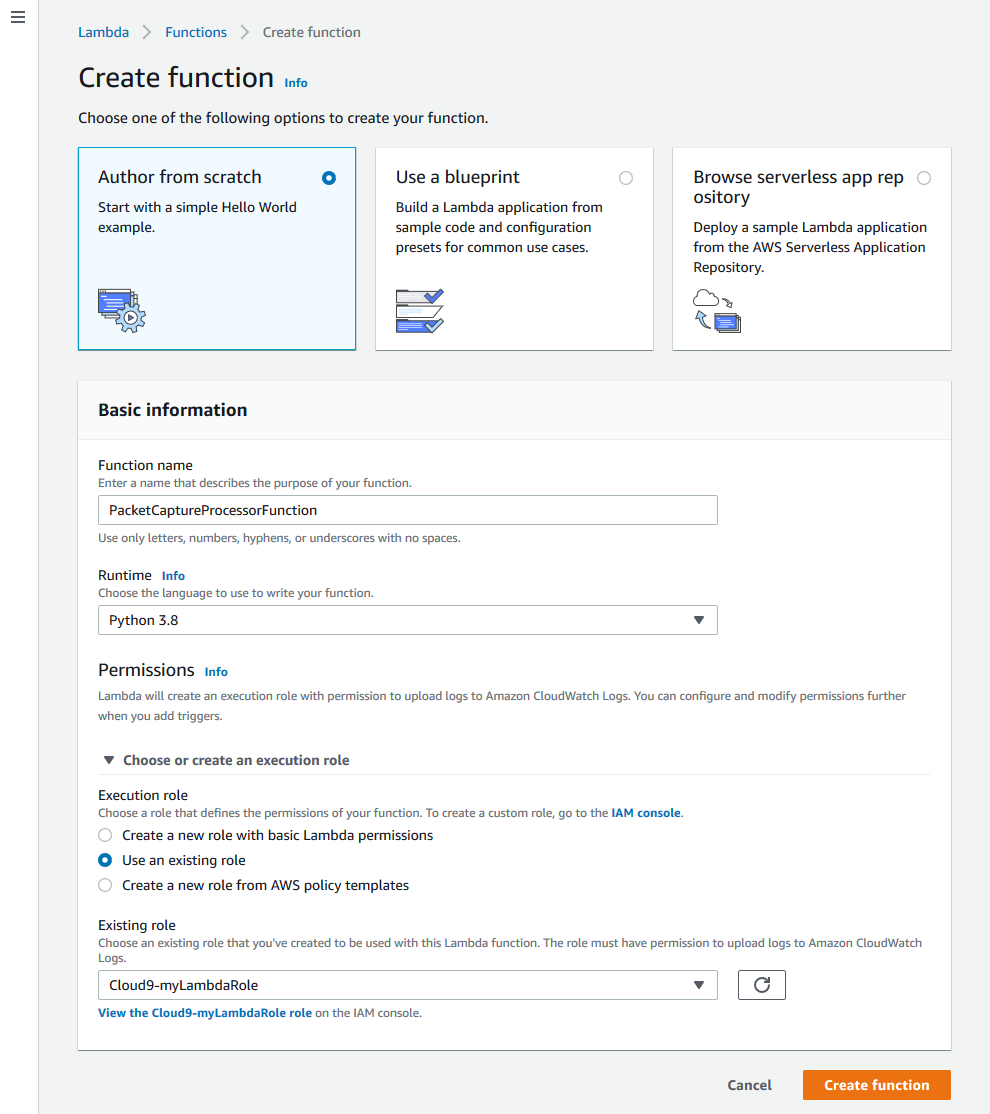 Lambda > Functions > Create function
Create function Info
Choose one of the following options to create your function.
Author from scratch
Start with a simple Hello World
example.
Use a blueprint
Build a Lambda application from
sample code and configuration
presets for common use cases.
Browse serverless app rep
ository
Deploy a sample Lambda application
from the AWS Serverless Application
Repository.
Basic information
Function name
Enter a name that describes the purpose of your function.
PacketCaptureProcessorFunction
Use only letters, numbers, hyphens, or underscores with no spaces.
Runtime Info
Choose the language to use to write your function.
Python 3.8
Permissions Info
Lambda will create an execution role with permission to upload logs to Amazon CloudWatch Logs. You can configure and modify permissions further
when you add triggers.
Choose or create an execution role
Execution role
Choose a role that defines the permissions of your function. To create a custom role, go to the IAM console.
Create a new role with basic Lambda permissions
Use an existing role
Create a new role from AWS policy templates
Existing role
Choose an existing role that you've created to be used with this Lambda function. The role must have permission to upload logs to Amazon CloudWatch
Logs.
Cloud9-myLambdaRole
View the Cloud9-myLambdaRole role on the IAM console.
Cancel Create function